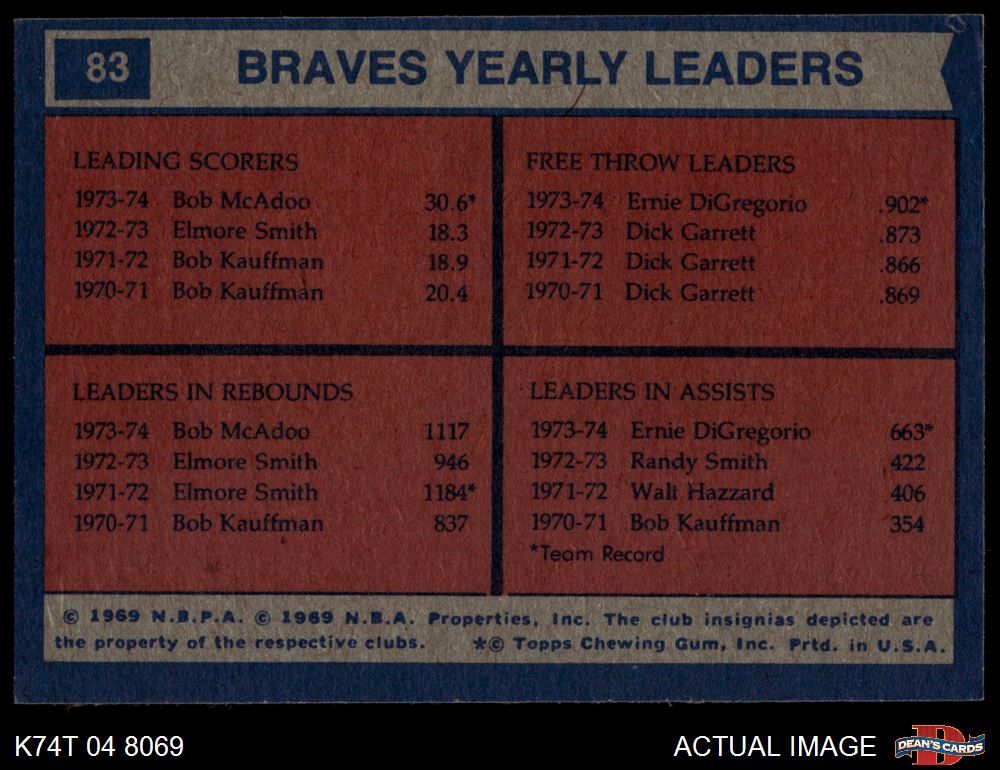 83 BRAVES YEARLY LEADERS
LEADING SCORERS
1973-74 Bob McAdoo 30.6*
1972-73 Elmore Smith 18.3
1971-72 Bob Kauffman 18.9
1970-71 Bob Kauffman 20.4
FREE THROW LEADERS
1973-74 Ernie DiGregorio .902*
1972-73 Dick Garrett .873
1971-72 Dick Garrett .866
1970-71 Dick Garrett .869
LEADERS IN REBOUNDS
1973-74 Bob McAdoo 1117
1972-73 Elmore Smith 946
1971-72 Elmore Smith 1184*
1970-71 Bob Kauffman 837
LEADERS IN ASSISTS
1973-74 Ernie DiGregorio 663*
1972-73 Randy Smith 422
1971-72 Walt Hazzard 406
1970-71 Bob Kauffman 354
*Team Record
© 1969 N.B.P.A. © 1969 N.B.A. Properties, Inc. The club insignias depicted are
the property of the respective clubs. *© Topps Chewing Gum, Inc. Prtd. in U.S.A.
K74T 04 8069
ACTUAL IMAGE
DEAN'S CARDS